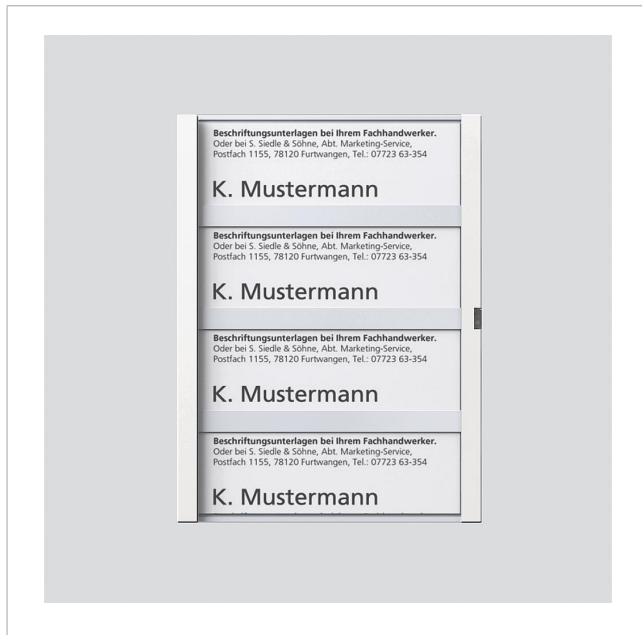 Beschriftungsunterlagen bei Ihrem Fachhandwerker.
Oder bei S. Siedle & Söhne, Abt. Marketing-Service,
Postfach 1155, 78120 Furtwangen, Tel.: 07723 63-354
K. Mustermann
Beschriftungsunterlagen bei Ihrem Fachhandwerker.
Oder bei S. Siedle & Söhne, Abt. Marketing-Service,
Postfach 1155, 78120 Furtwangen, Tel.: 07723 63-354
K. Mustermann
Beschriftungsunterlagen bei Ihrem Fachhandwerker.
Oder bei S. Siedle & Söhne, Abt. Marketing-Service,
Postfach 1155, 78120 Furtwangen, Tel.: 07723 63-354
K. Mustermann
Beschriftungsunterlagen bei Ihrem Fachhandwerker.
Oder bei S. Siedle & Söhne, Abt. Marketing-Service,
Postfach 1155, 78120 Furtwangen, Tel.: 07723 63-354
K. Mustermann